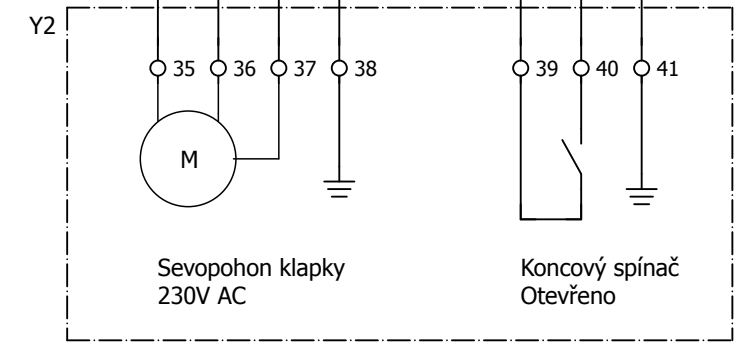 Y2
35 36 37 38 39 40 41
M
Sevopohon klapky
230V AC
Koncový spínač
Otevřeno